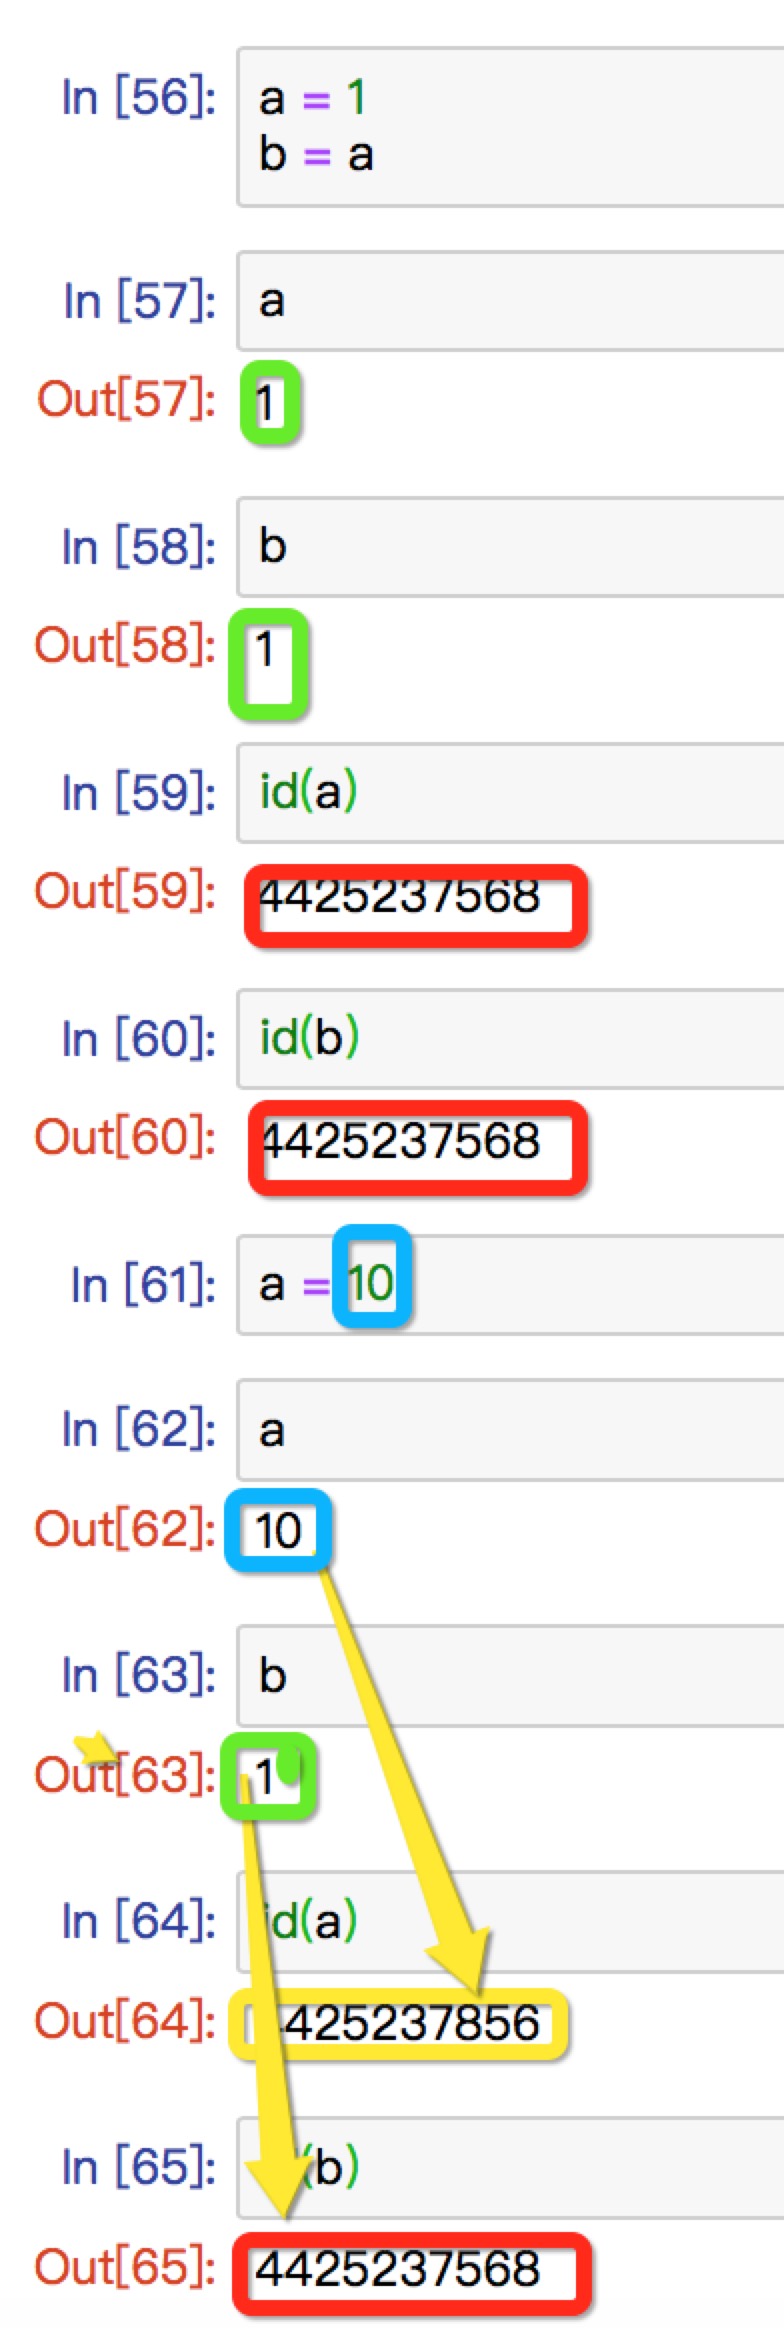 In [56]: a = 1
b = a
In [57]: a
Out[57]: 1
In [58]: b
Out[58]: 1
In [59]: id(a)
Out[59]: 4425237568
In [60]: id(b)
Out[60]: 4425237568
In [61]: a = 10
In [62]: a
Out[62]: 10
In [63]: b
Out[63]: 1
In [64]: id(a)
Out[64]: 425237856
In [65]: (b)
Out[65]: 4425237568